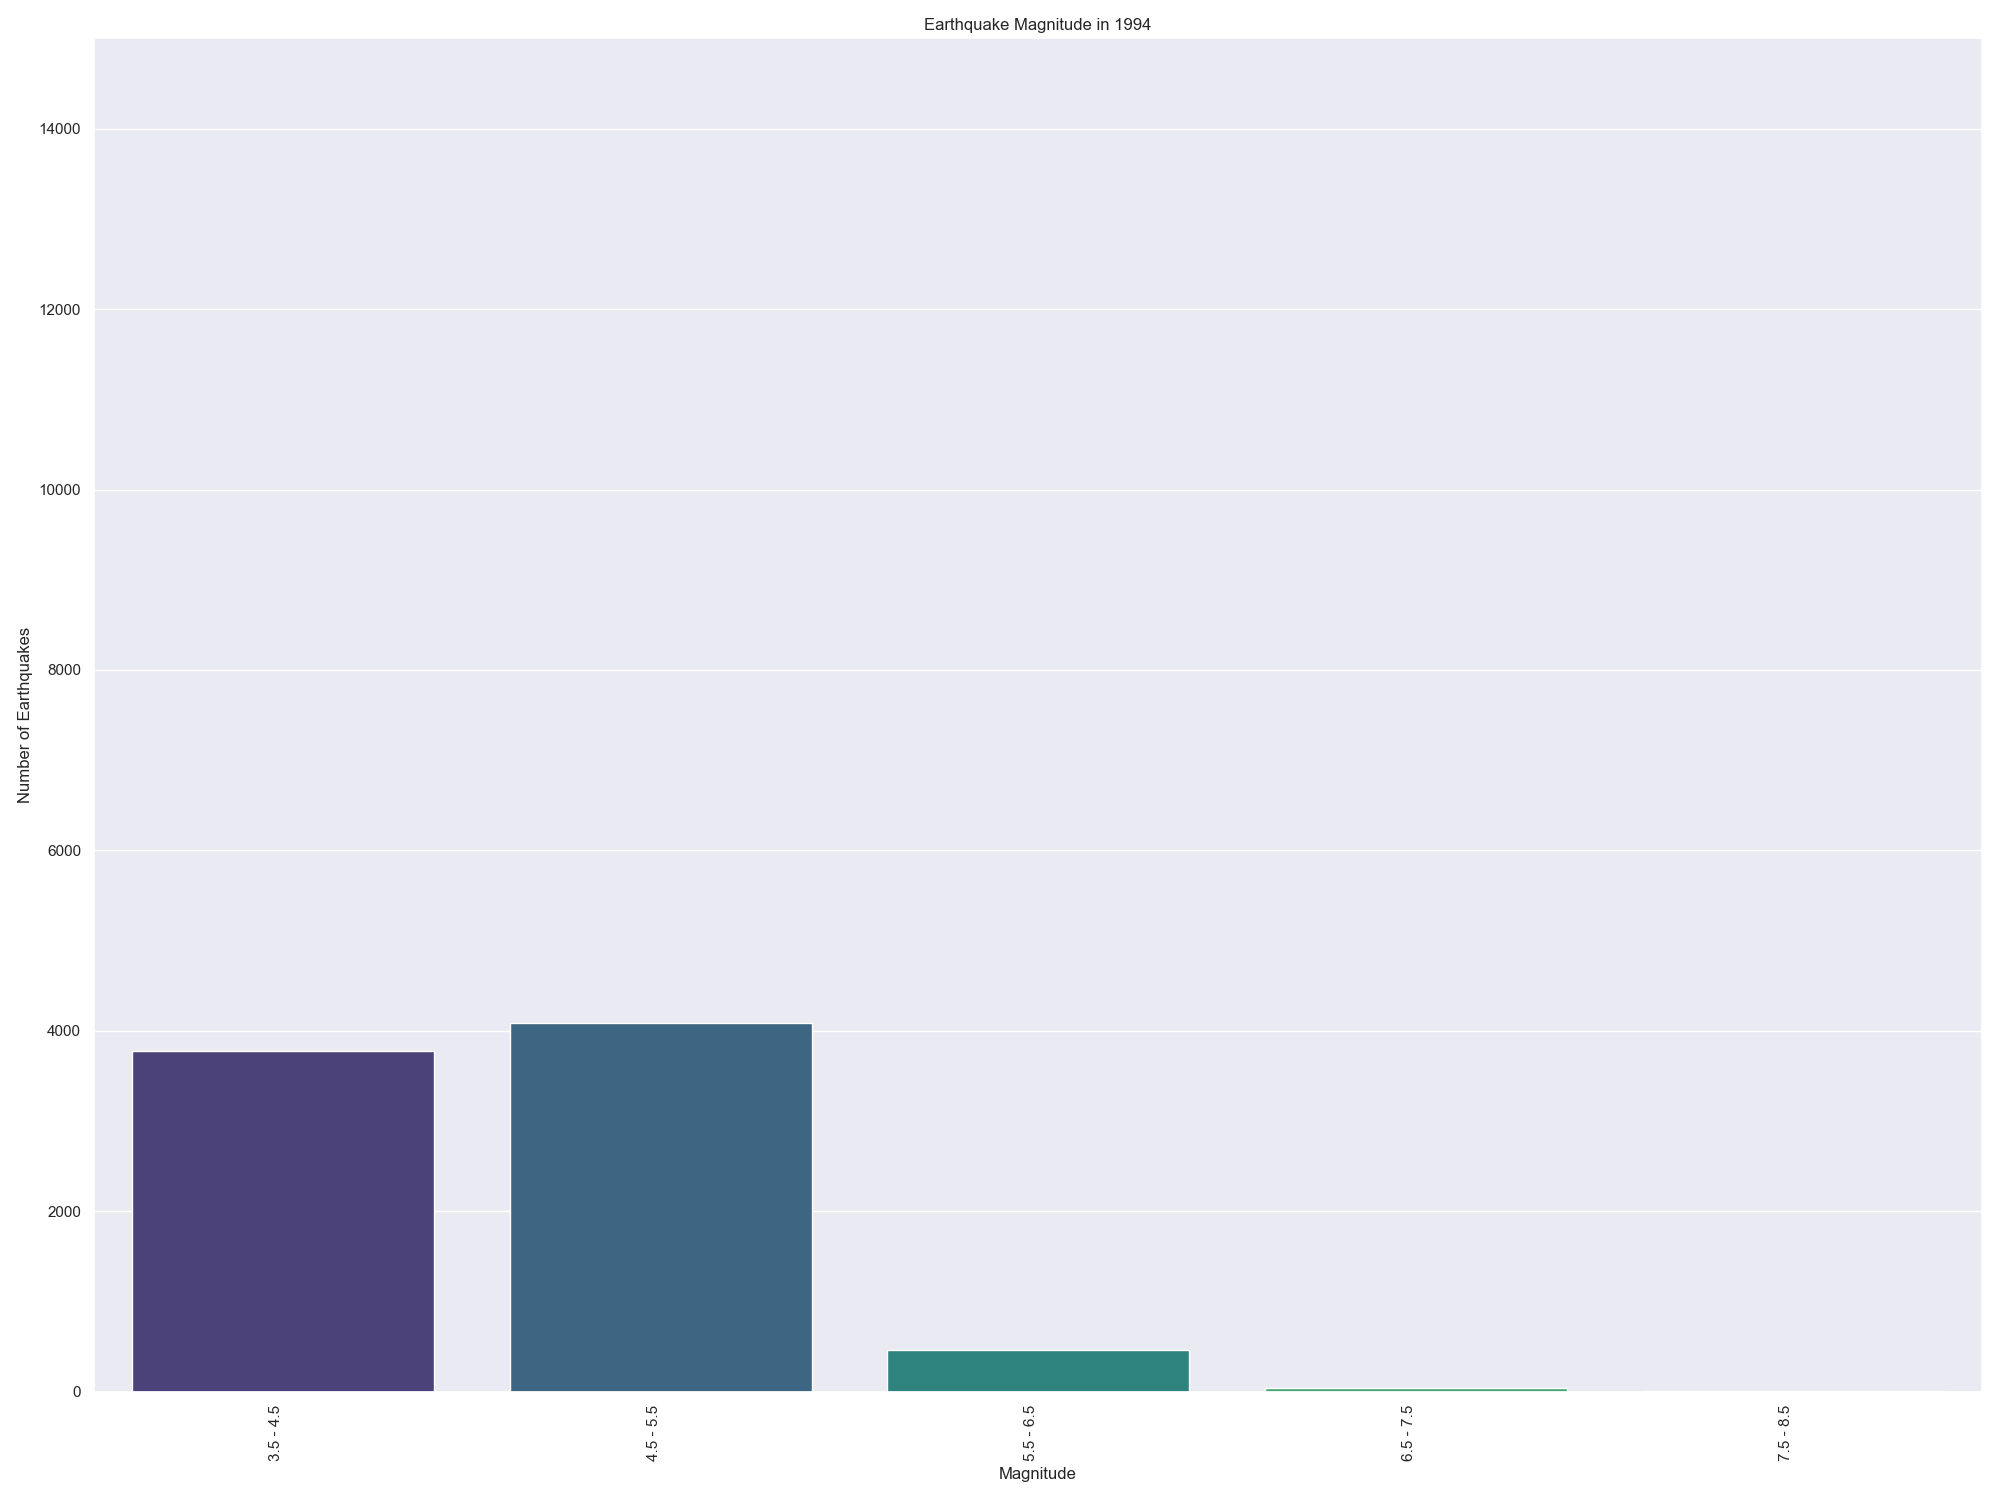 Earthquake Magnitude in 1994
14000
12000
10000
8000
6000
4000
2000
0
Number of Earthquakes
3.5 - 4.5
4.5 - 5.5
5.5 - 6.5
6.5 - 7.5
7.5 - 8.5
Magnitude